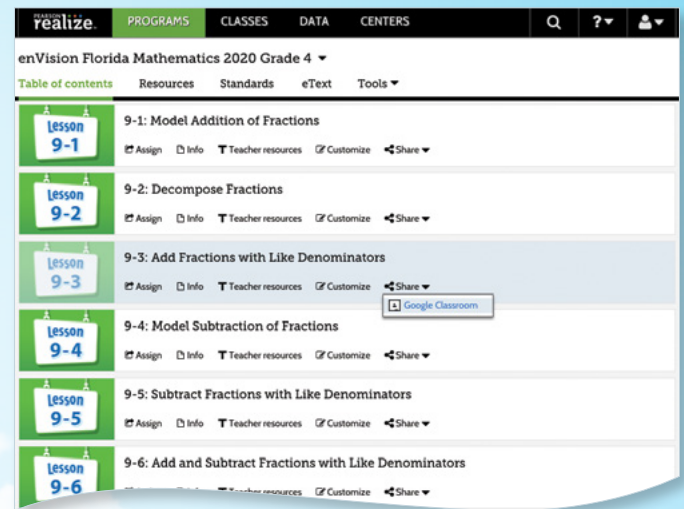 PEARSON
realize.
PROGRAMS CLASSES DATA CENTERS ?
enVision Florida Mathematics 2020 Grade 4
Table of contents Resources Standards eText Tools
Lesson
9-1
9-1: Model Addition of Fractions
Assign Info T Teacher resources Customize Share
Lesson
9-2
9-2: Decompose Fractions
Assign Info T Teacher resources Customize Share
Lesson
9-3
9-3: Add Fractions with Like Denominators
Assign Info T Teacher resources Customize Share
Google Classroom
Lesson
9-4
9-4: Model Subtraction of Fractions
Assign Info T Teacher resources Customize Share
Lesson
9-5
9-5: Subtract Fractions with Like Denominators
Assign Info T Teacher resources Customize Share
Lesson
9-6
9-6: Add and Subtract Fractions with Like Denominators
Teacher resources Customize Share